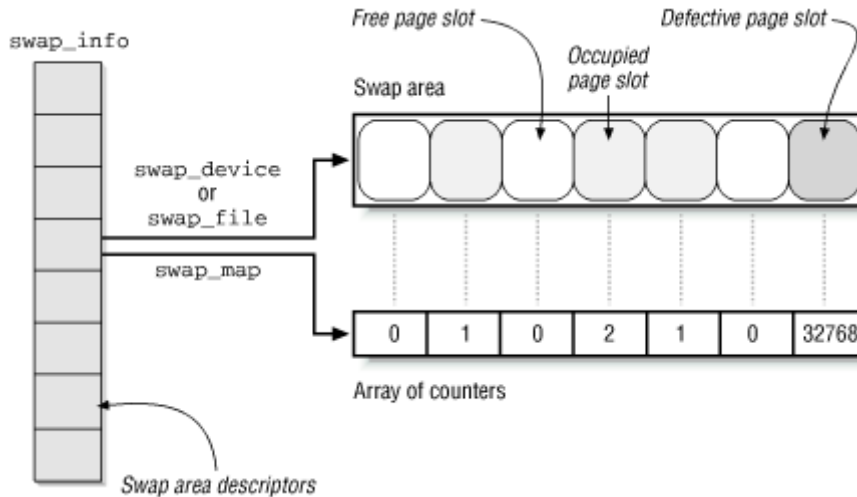 Free page slot
Defective page slot
swap_info
Occupied
page slot
Swap area
swap_device
or
swap_file
swap_map
0 1 0 2 1 0 32768
Array of counters
Swap area descriptors